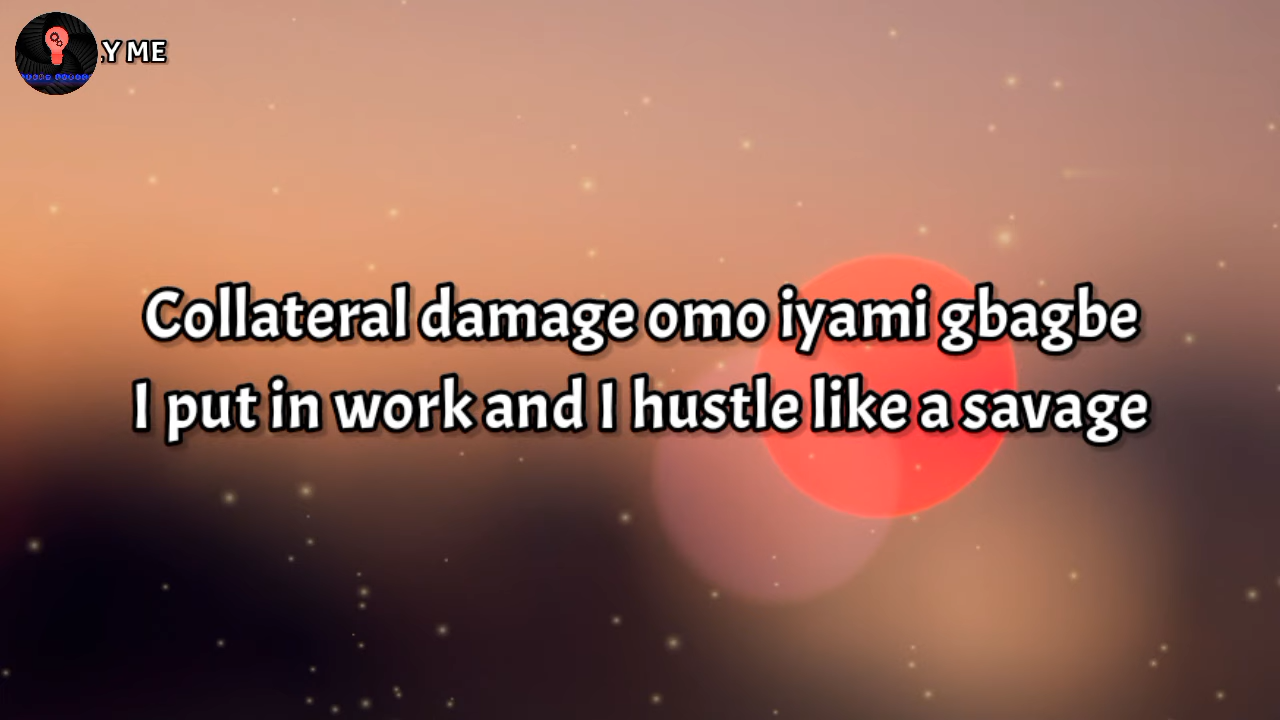 Y ME
Collateral damage omo iyami gbagbe
I put in work and I hustle like a savage